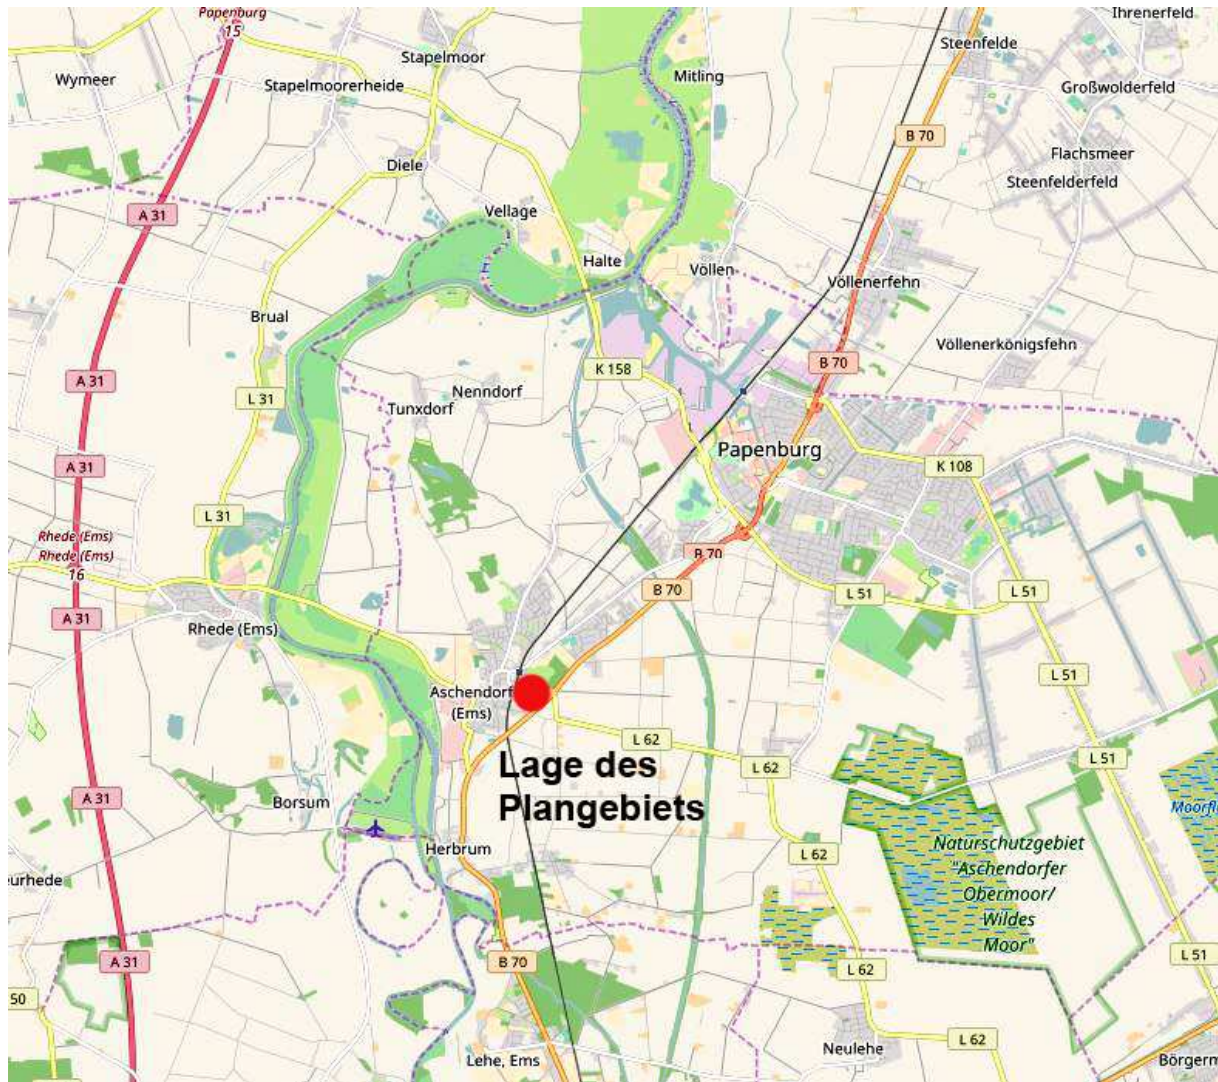 Papenburg
15
Ihrenerfeld
Steenfelde
Stapelmoor
Wymeer
Stapelmoorerheide
Mitling
Großwolderfeld
B 70
Flachsmeer
Diele
Steenfelderfeld
A 31
Vellage
Halte
Völlen
Völlenerfehn
Brual
Völlenerkönigsfehn
B 70
K 158
A 31
Nenndorf
L 31
Tunxdorf
Papenburg
A 31
K 108
L 31
Rhede (Ems)
Rhede (Ems)
16
B 70
B 70
L 51
L 51
A 31
Rhede (Ems)
L 51
Aschendorf
(Ems)
L 62
L 62
L 51
Lage des
Plangebiets
A 31
Borsum
Herbrum
L 62
Naturschutzgebiet
"Aschendorfer
Obermoor/
Wildes
Moor"
A 31
B 70
L 62
L 51
50
L 62
Neulehe
Lehe, Ems